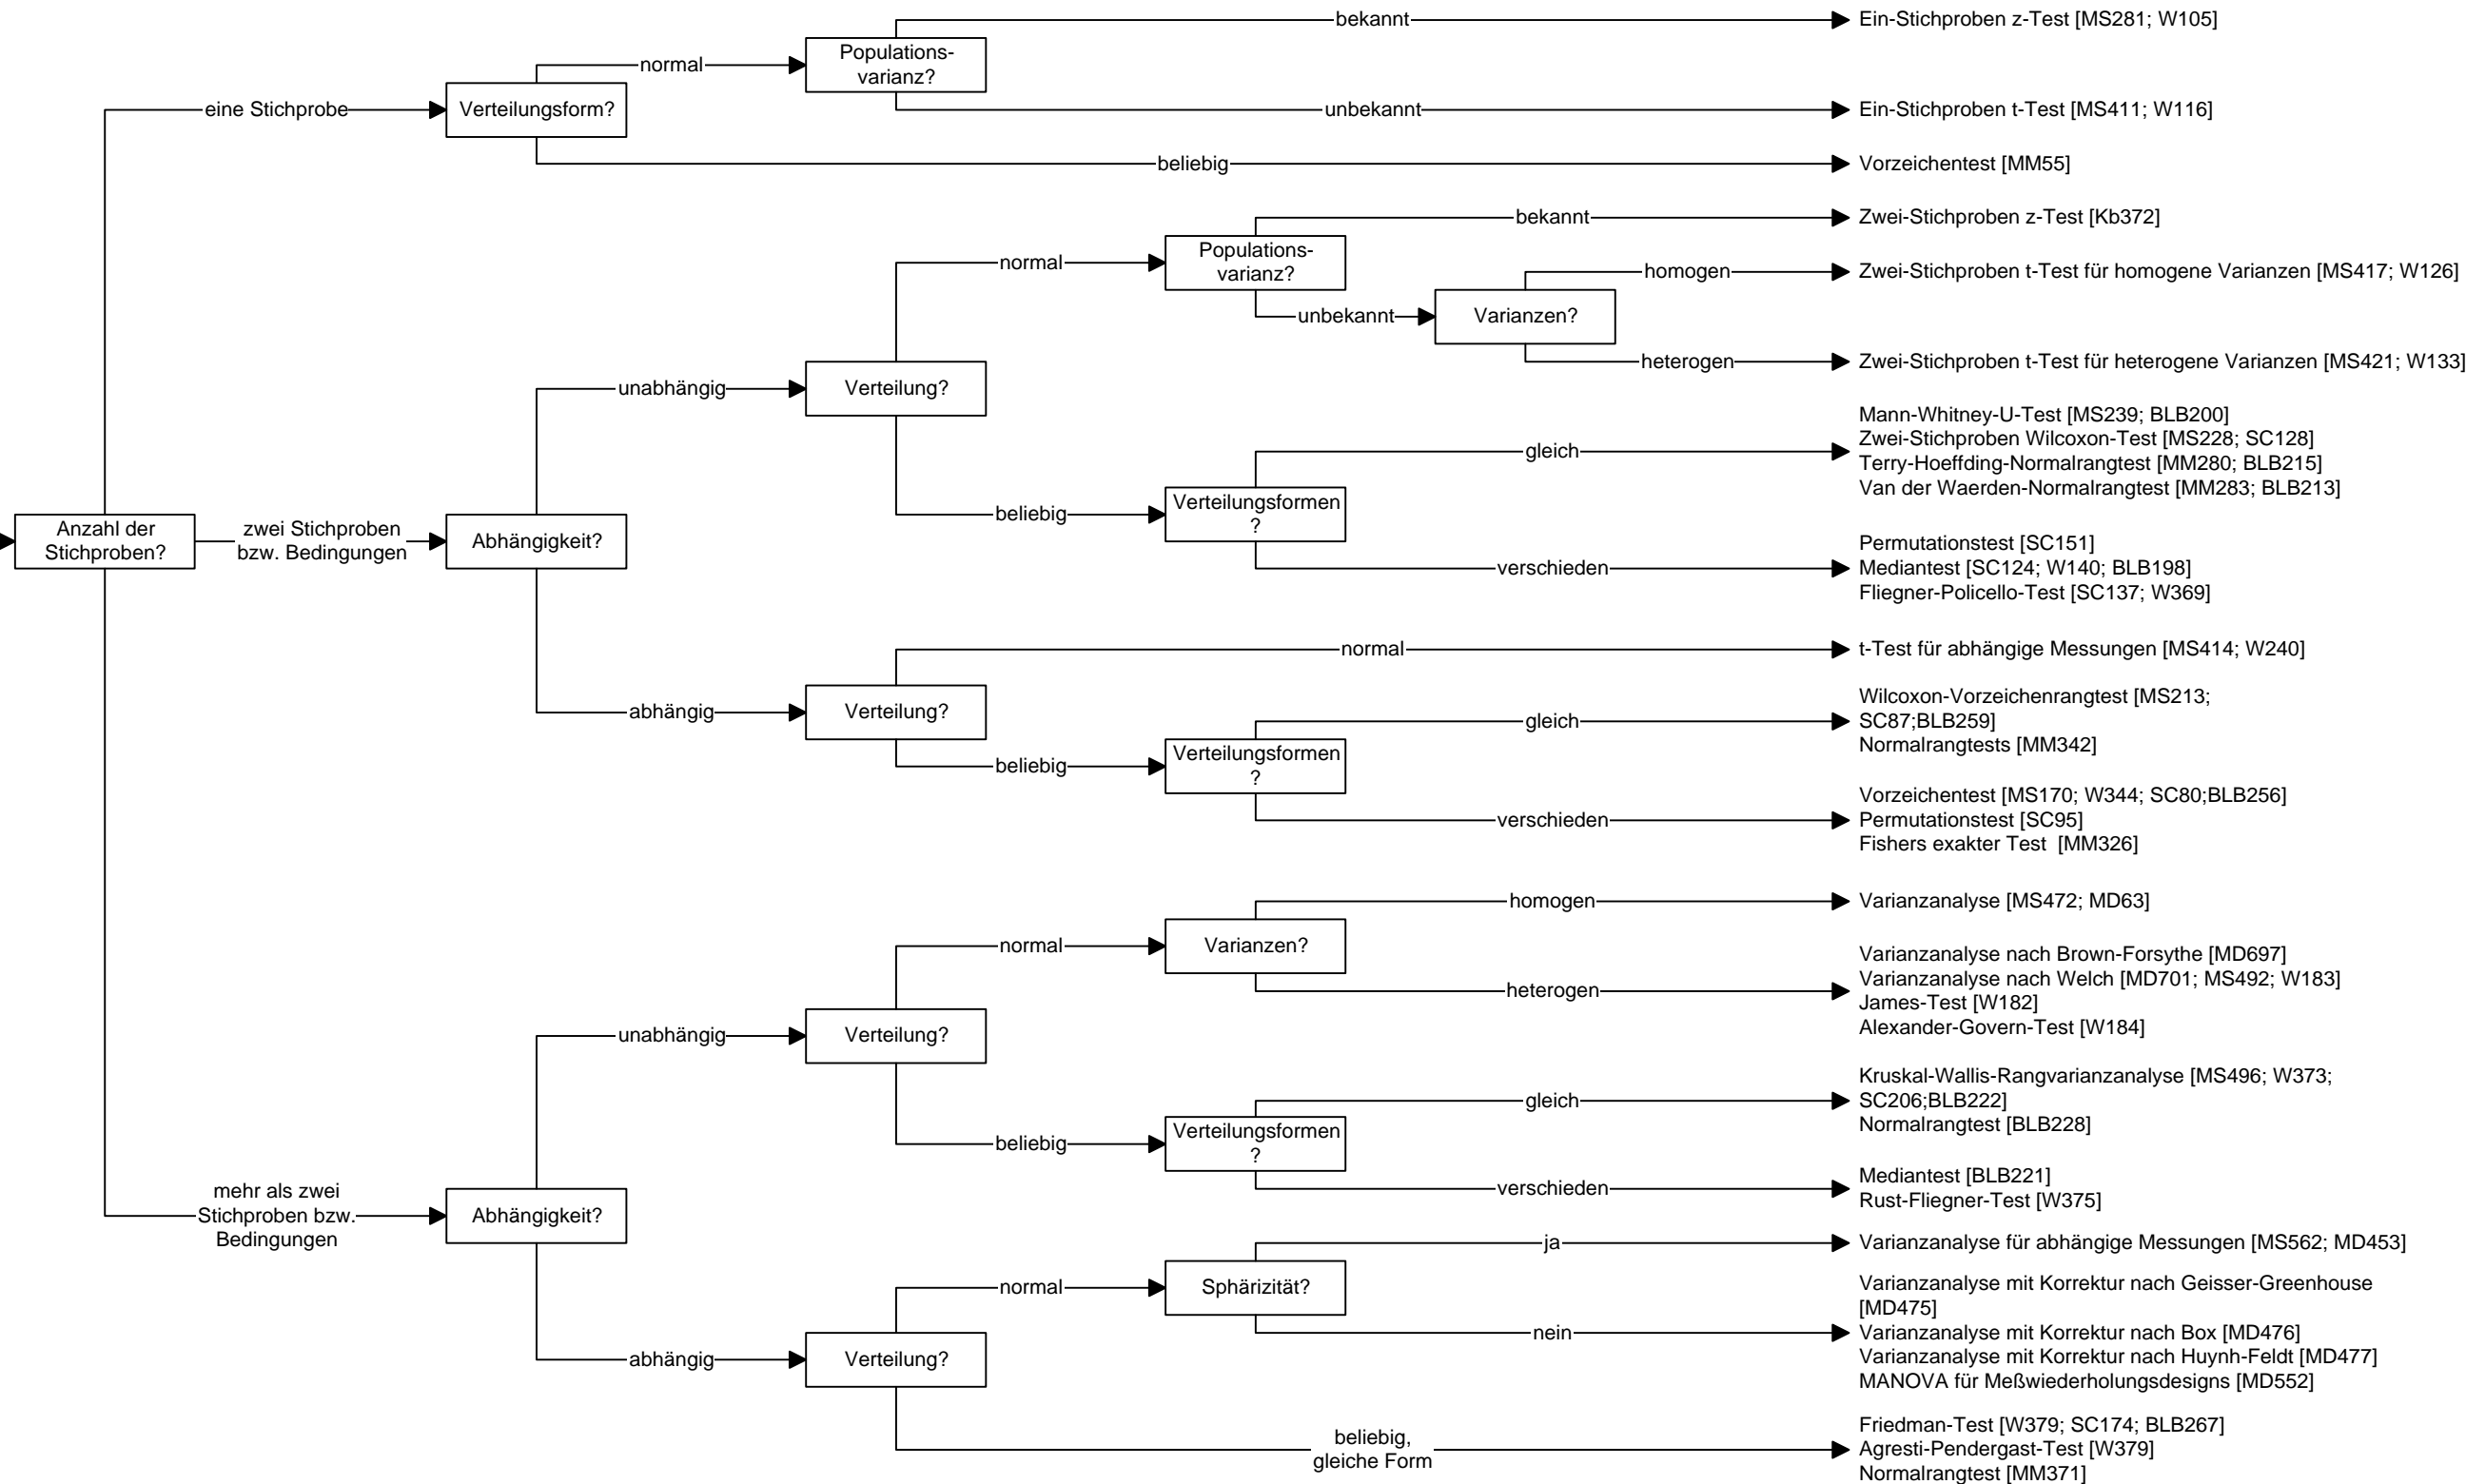 bekannt
Ein-Stichproben z-Test [MS281; W105]
Populations-
varianz?
normal
eine Stichprobe
Verteilungsform?
unbekannt
Ein-Stichproben t-Test [MS411; W116]
beliebig
Vorzeichentest [MM55]
bekannt
Zwei-Stichproben z-Test [Kb372]
Populations-
varianz?
normal
homogen
Zwei-Stichproben t-Test für homogene Varianzen [MS417; W126]
unbekannt
Varianzen?
heterogen
Zwei-Stichproben t-Test für heterogene Varianzen [MS421; W133]
unabhängig
Verteilung?
Mann-Whitney-U-Test [MS239; BLB200]
Zwei-Stichproben Wilcoxon-Test [MS228; SC128]
Terry-Hoeffding-Normalrangtest [MM280; BLB215]
Van der Waerden-Normalrangtest [MM283; BLB213]
gleich
beliebig
Verteilungsformen
?
Anzahl der
Stichproben?
zwei Stichproben
bzw. Bedingungen
Abhängigkeit?
verschieden
Permutationstest [SC151]
Mediantest [SC124; W140; BLB198]
Fliegner-Policello-Test [SC137; W369]
normal
t-Test für abhängige Messungen [MS414; W240]
abhängig
Verteilung?
gleich
Wilcoxon-Vorzeichenrangtest [MS213;
SC87;BLB259]
Normalrangtests [MM342]
beliebig
Verteilungsformen
?
verschieden
Vorzeichentest [MS170; W344; SC80;BLB256]
Permutationstest [SC95]
Fishers exakter Test  [MM326]
homogen
Varianzanalyse [MS472; MD63]
normal
Varianzen?
heterogen
Varianzanalyse nach Brown-Forsythe [MD697]
Varianzanalyse nach Welch [MD701; MS492; W183]
James-Test [W182]
Alexander-Govern-Test [W184]
unabhängig
Verteilung?
gleich
Kruskal-Wallis-Rangvarianzanalyse [MS496; W373;
SC206;BLB222]
Normalrangtest [BLB228]
beliebig
Verteilungsformen
?
verschieden
Mediantest [BLB221]
Rust-Fliegner-Test [W375]
mehr als zwei
Stichproben bzw.
Bedingungen
Abhängigkeit?
ja
Varianzanalyse für abhängige Messungen [MS562; MD453]
normal
Sphärizität?
nein
Varianzanalyse mit Korrektur nach Geisser-Greenhouse
[MD475]
Varianzanalyse mit Korrektur nach Box [MD476]
Varianzanalyse mit Korrektur nach Huynh-Feldt [MD477]
MANOVA für Meßwiederholungsdesigns [MD552]
abhängig
Verteilung?
beliebig,
gleiche Form
Friedman-Test [W379; SC174; BLB267]
Agresti-Pendergast-Test [W379]
Normalrangtest [MM371]